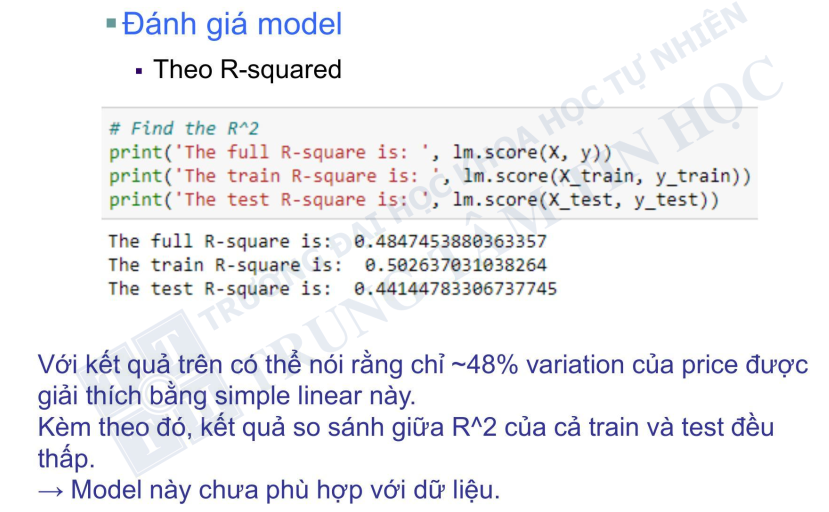 Đánh giá model
Theo R-squared
# Find the R^2
print('The full R-square is: ', lm.score(X, y))
print('The train R-square is: ', lm.score(X_train, y_train))
print('The test R-square is: ', lm.score(X_test, y_test))
The full R-square is:  0.4847453880363357
The train R-square is:  0.502637031038264
The test R-square is:  0.44144783306737745
Với kết quả trên có thể nói rằng chỉ ~48% variation của price được
giải thích bằng simple linear này.
Kèm theo đó, kết quả so sánh giữa R^2 của cả train và test đều
thấp.
→ Model này chưa phù hợp với dữ liệu.
TRƯỜNG ĐẠI HỌC KHOA HỌC TỰ NHIÊN
TRUNG TÂM TIN HỌC